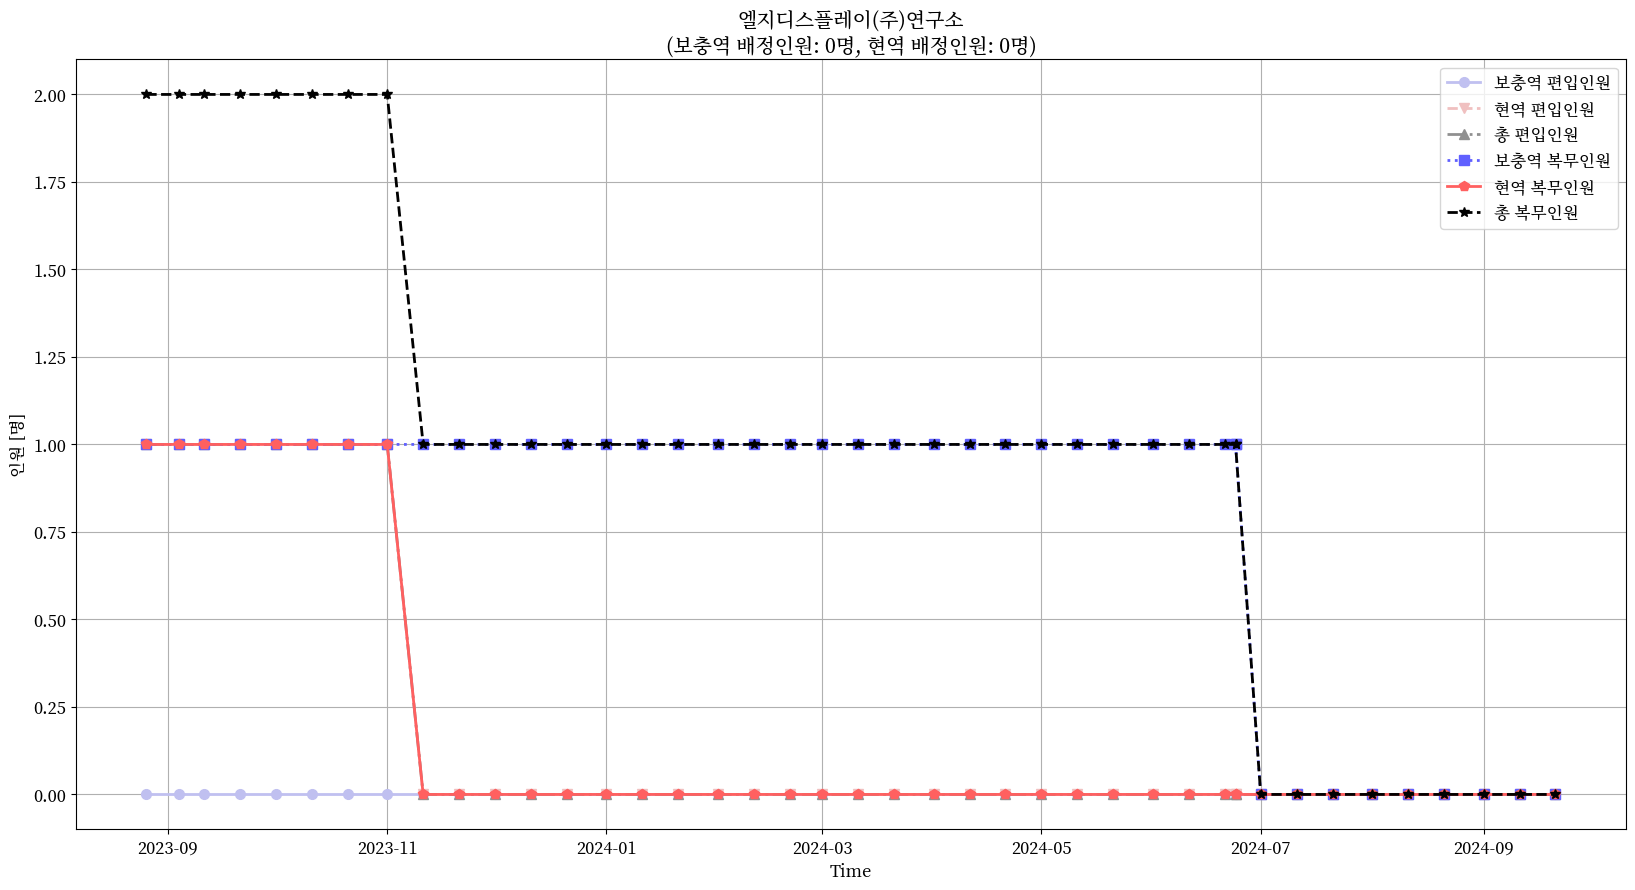 엘지디스플레이(주)연구소
(보충역 배정인원: 0명, 현역 배정인원: 0명)
보충역 편입인원
현역 편입인원
총 편입인원
보충역 복무인원
현역 복무인원
총 복무인원
인원 [명]
2.00
1.75
1.50
1.25
1.00
0.75
0.50
0.25
0.00
2023-09
2023-11
2024-01
2024-03
2024-05
2024-07
2024-09
Time